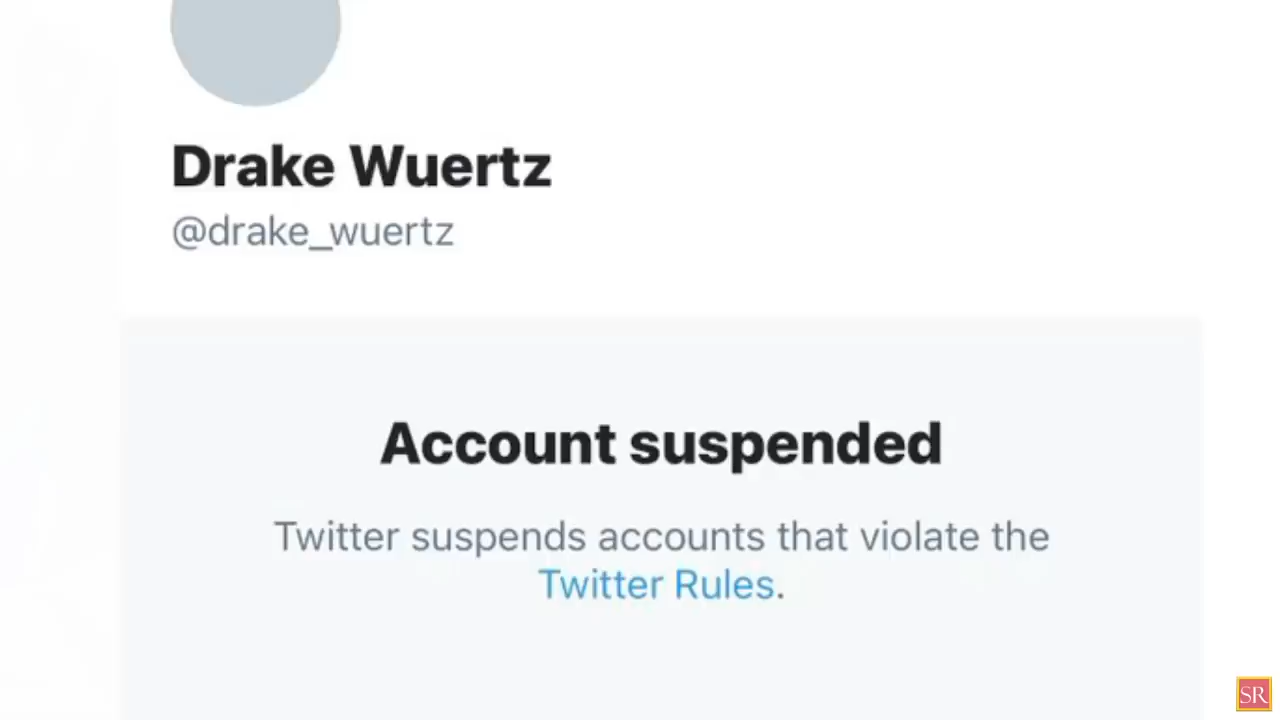 Drake Wuertz
@drake_wuertz
Account suspended
Twitter suspends accounts that violate the
Twitter Rules.
SR